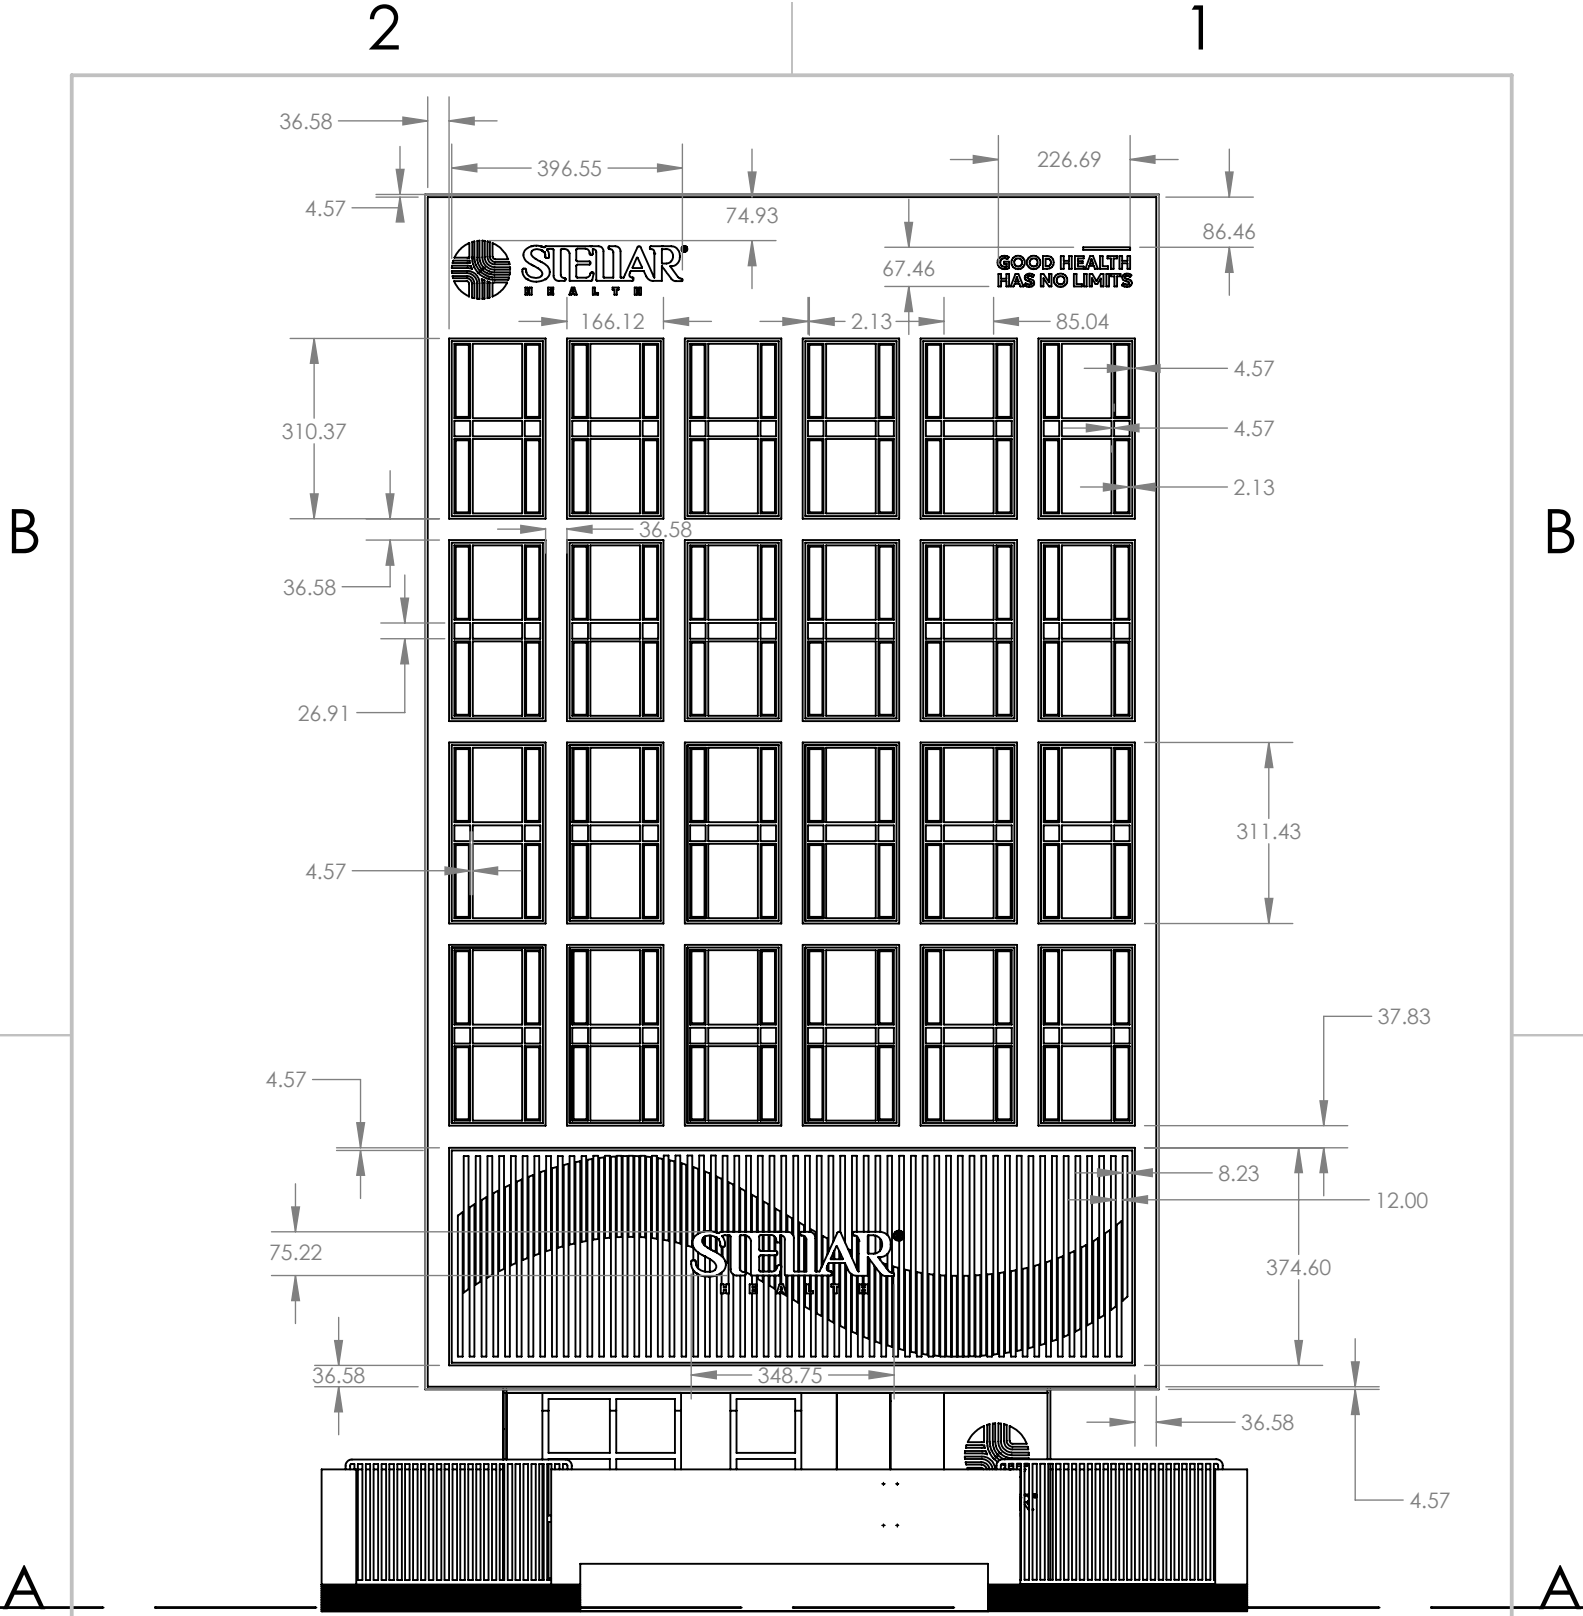 2 1
36.58
396.55 226.69
4.57 74.93 86.46
STELLAR® GOOD HEALTH
HEALTH HAS NO LIMITS
67.46
166.12 2.13 85.04
4.57
310.37 4.57
2.13
B 36.58 B
36.58
26.91
311.43
4.57
37.83
4.57
8.23
12.00
75.22 STELLAR 374.60
HEALTH
36.58 348.75
36.58
4.57
A A